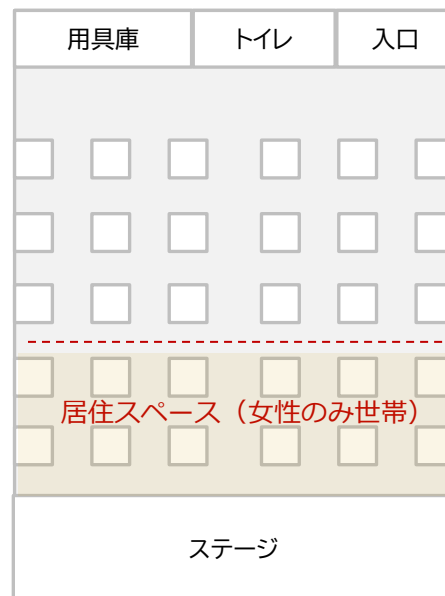 用具庫
トイレ
入口
居住スペース（女性のみ世帯）
ステージ